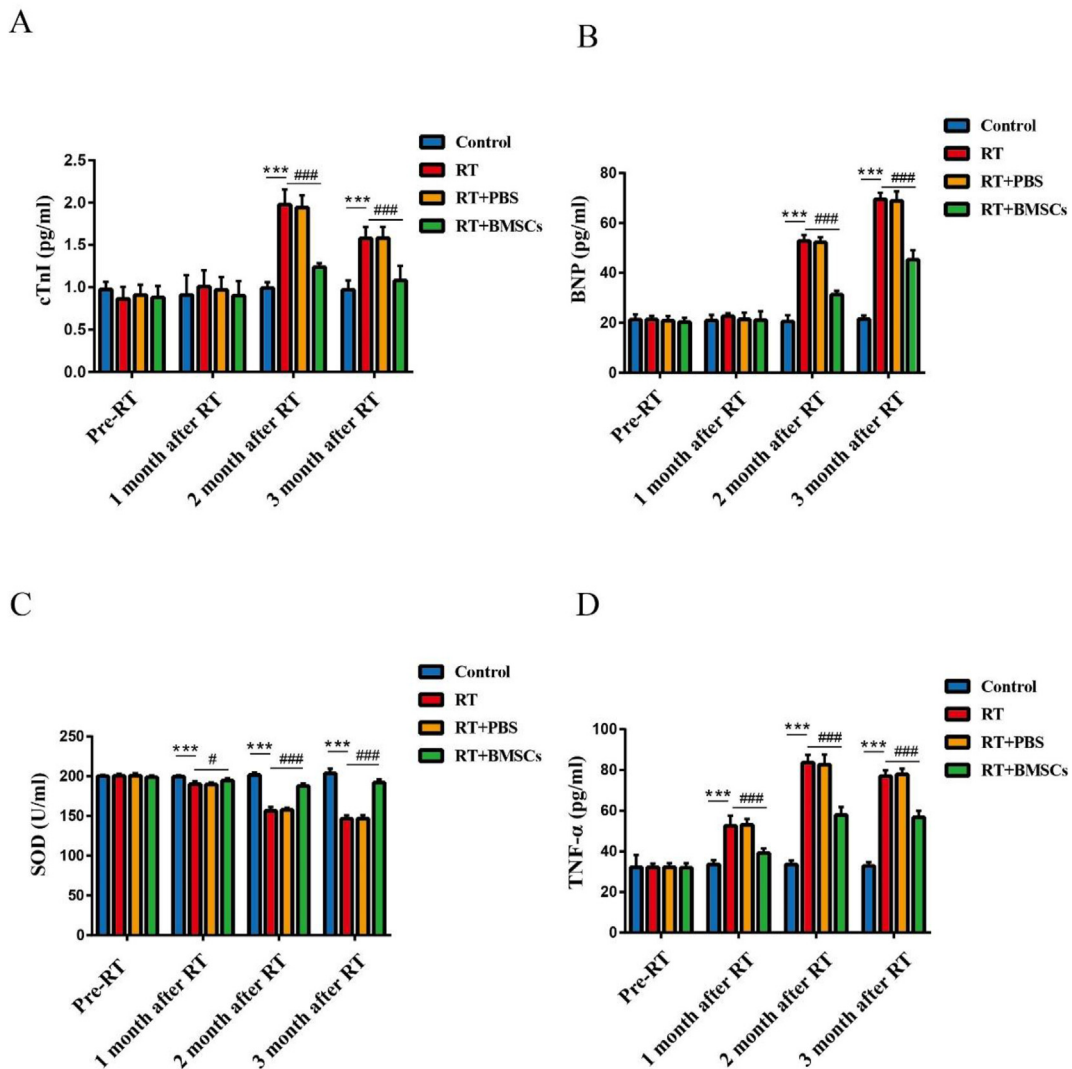 A
B
Control
RT
RT+PBS
RT+BMSCs
cTnI (pg/ml)
2.5
2.0
1.5
1.0
0.5
0.0
*** ###
*** ###
Pre-RT
1 month after RT
2 month after RT
3 month after RT
Control
RT
RT+PBS
RT+BMSCs
BNP (pg/ml)
80
60
40
20
0
*** ###
*** ###
Pre-RT
1 month after RT
2 month after RT
3 month after RT
C
D
Control
RT
RT+PBS
RT+BMSCs
SOD (U/ml)
250
200
150
100
50
0
*** #
*** ###
*** ###
Pre-RT
1 month after RT
2 month after RT
3 month after RT
Control
RT
RT+PBS
RT+BMSCs
TNF-α (pg/ml)
100
80
60
40
20
0
*** ###
*** ###
*** ###
Pre-RT
1 month after RT
2 month after RT
3 month after RT